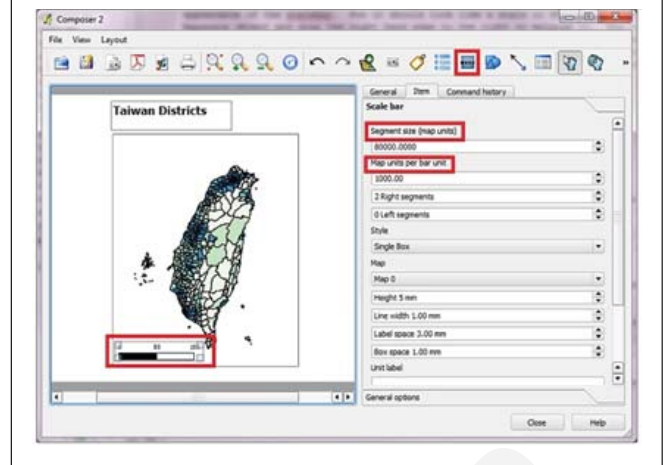 Composer 2
File View Layout
General Item Command history
Scale bar
Segment size (map units)
80000.0000
Map units per bar unit
1000.00
2 Right segments
0 Left segments
Style
Single Box
Map
Map 0
Height 5 mm
Line width 1.00 mm
Label space 3.00 mm
Box space 1.00 mm
Unit label
General options
Close Help
Taiwan Districts
80